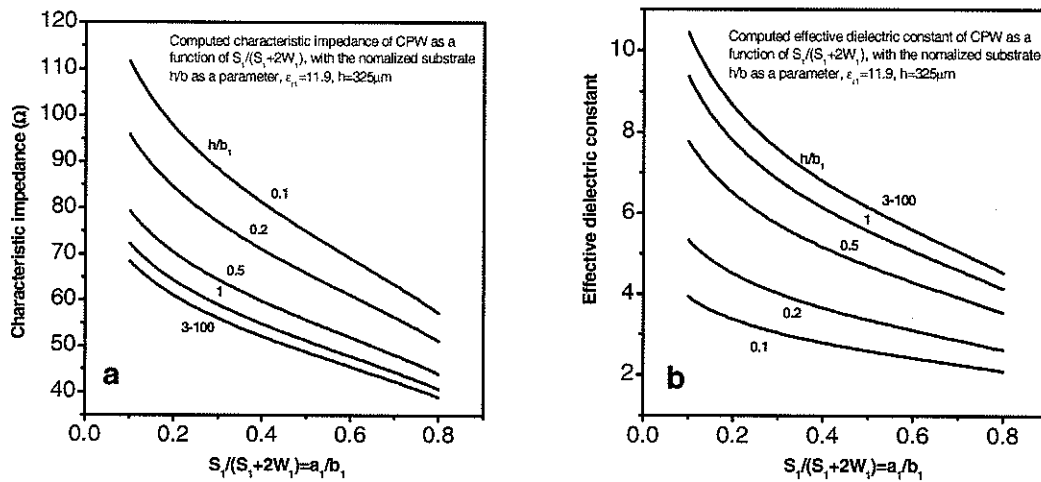 120
110
100
90
80
70
60
50
40
Characteristic impedance (Ω)
Computed characteristic impedance of CPW as a
function of S₁/(S₁+2W₁), with the nomalized substrate
h/b as a parameter, εᵣ₁=11.9, h=325µm
h/b₁
0.1
0.2
0.5
1
3-100
a
0.0 0.2 0.4 0.6 0.8
S₁/(S₁+2W₁)=a₁/b₁
10
8
6
4
2
Effective dielectric constant
Computed effective dielectric constant of CPW as a
function of S₁/(S₁+2W₁), with the nomalized substrate
h/b as a parameter, εᵣ₁=11.9, h=325µm
h/b₁
3-100
1
0.5
0.2
0.1
b
0.0 0.2 0.4 0.6 0.8
S₁/(S₁+2W₁)=a₁/b₁